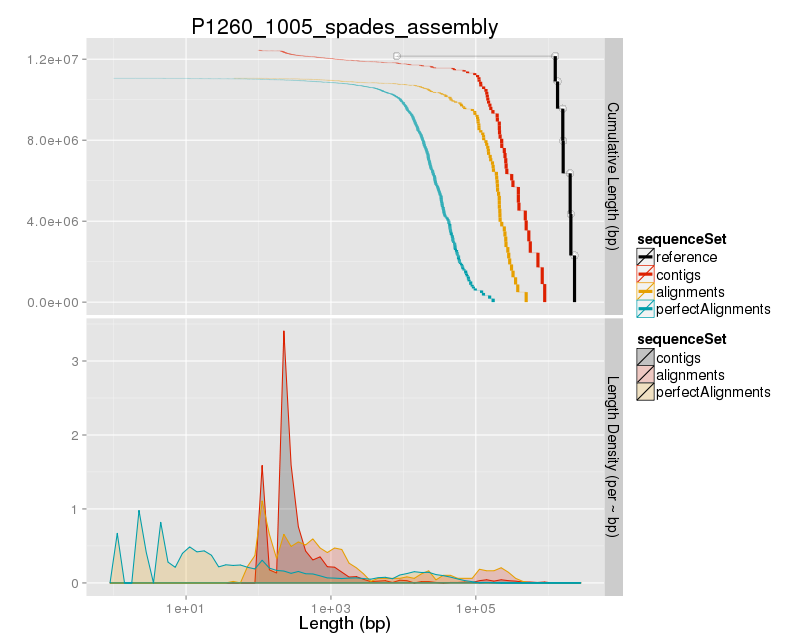 P1260_1005_spades_assembly
1.2e+07
8.0e+06
4.0e+06
0.0e+00
Cumulative Length (bp)
3
2
1
0
Length Density (per ~ bp)
1e+01 1e+03 1e+05
Length (bp)
sequenceSet
reference
contigs
alignments
perfectAlignments
sequenceSet
contigs
alignments
perfectAlignments